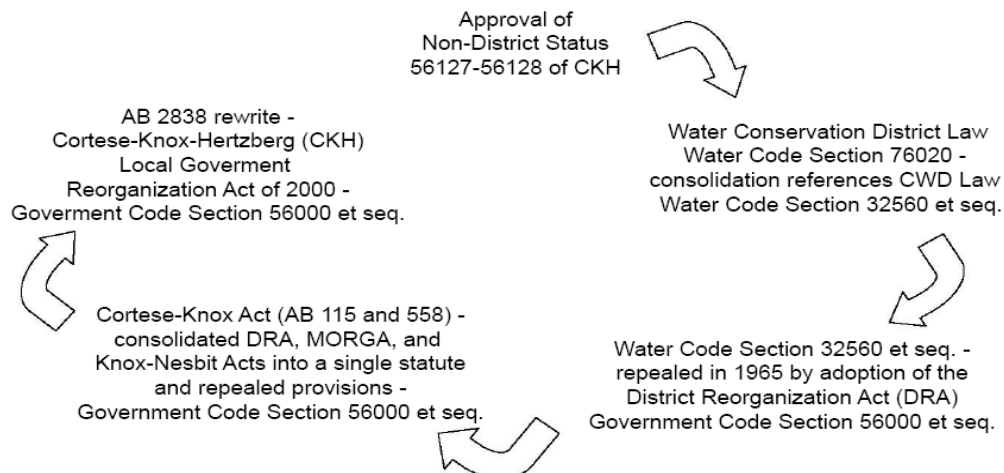 Approval of
Non-District Status
56127-56128 of CKH
Water Conservation District Law
Water Code Section 76020 -
consolidation references CWD Law
Water Code Section 32560 et seq.
Water Code Section 32560 et seq. -
repealed in 1965 by adoption of the
District Reorganization Act (DRA)
Government Code Section 56000 et seq.
Cortese-Knox Act (AB 115 and 558) -
consolidated DRA, MORGA, and
Knox-Nesbit Acts into a single statute
and repealed provisions -
Government Code Section 56000 et seq.
AB 2838 rewrite -
Cortese-Knox-Hertzberg (CKH)
Local Goverment
Reorganization Act of 2000 -
Goverment Code Section 56000 et seq.